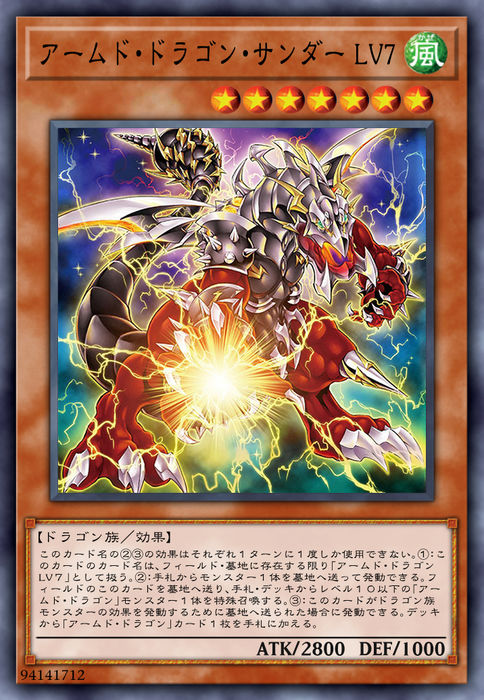 アームド・ドラゴン・サンダー LV7
風
【ドラゴン族/効果】
このカード名の②③の効果はそれぞれ1ターンに1度しか使用できない。①:こ
のカードのカード名は、フィールド・墓地に存在する限り「アームド・ドラゴン
LV7」として扱う。②:手札からモンスター1体を墓地へ送って発動できる。フ
ィールドのこのカードを墓地へ送り、手札・デッキからレベル10以下の「アー
ムド・ドラゴン」モンスター1体を特殊召喚する。③:このカードがドラゴン族
モンスターの効果を発動するために墓地へ送られた場合に発動できる。デッキ
から「アームド・ドラゴン」カード1枚を手札に加える。
ATK/2800 DEF/1000
94141712